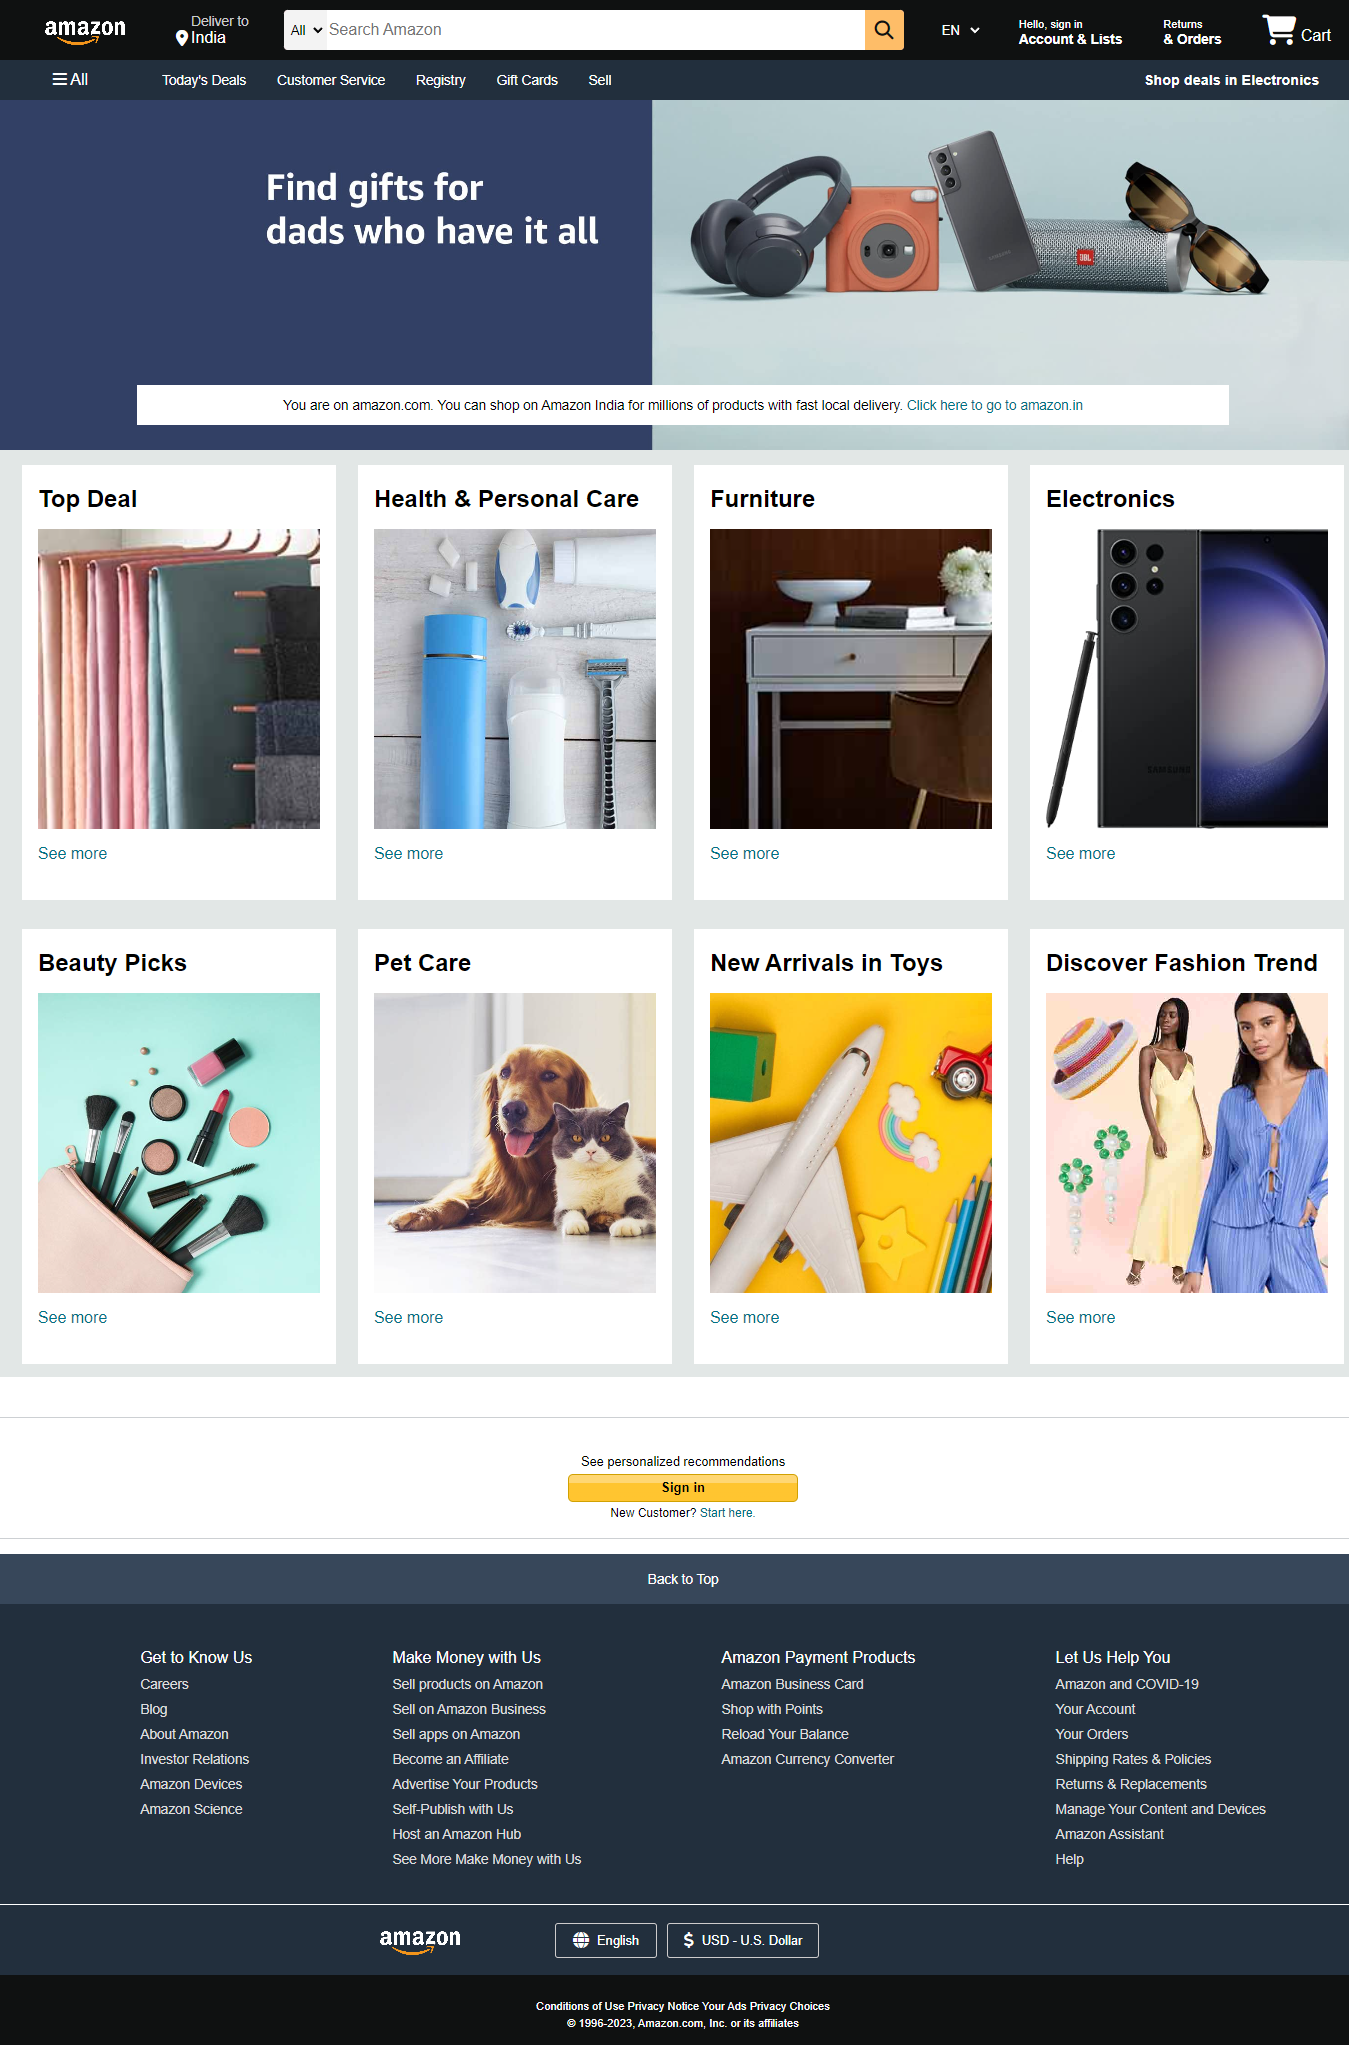 amazon
Deliver to
India
All
Search Amazon
EN
Hello, sign in
Account & Lists
Returns
& Orders
Cart
All
Today's Deals
Customer Service
Registry
Gift Cards
Sell
Shop deals in Electronics
Find gifts for
dads who have it all
SAMSUNG
JBL
You are on amazon.com. You can shop on Amazon India for millions of products with fast local delivery. Click here to go to amazon.in
Top Deal
Health & Personal Care
Furniture
Electronics
SAMSUNG
See more
See more
See more
See more
Beauty Picks
Pet Care
New Arrivals in Toys
Discover Fashion Trend
See more
See more
See more
See more
See personalized recommendations
Sign in
New Customer? Start here.
Back to Top
Get to Know Us
Careers
Blog
About Amazon
Investor Relations
Amazon Devices
Amazon Science
Make Money with Us
Sell products on Amazon
Sell on Amazon Business
Sell apps on Amazon
Become an Affiliate
Advertise Your Products
Self-Publish with Us
Host an Amazon Hub
See More Make Money with Us
Amazon Payment Products
Amazon Business Card
Shop with Points
Reload Your Balance
Amazon Currency Converter
Let Us Help You
Amazon and COVID-19
Your Account
Your Orders
Shipping Rates & Policies
Returns & Replacements
Manage Your Content and Devices
Amazon Assistant
Help
amazon
English
$ USD - U.S. Dollar
Conditions of Use Privacy Notice Your Ads Privacy Choices
© 1996-2023, Amazon.com, Inc. or its affiliates